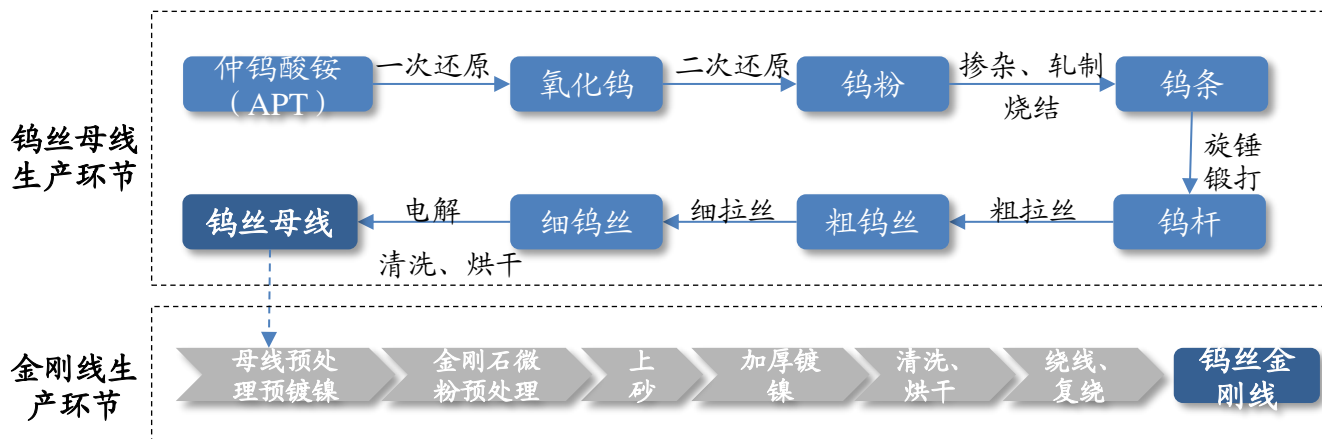 仲钨酸铵
（APT）
一次还原
氧化钨
二次还原
钨粉
掺杂、轧制
烧结
钨条
钨丝母线
生产环节
旋锤
锻打
钨丝母线
电解
清洗、烘干
细钨丝
细拉丝
粗钨丝
粗拉丝
钨杆
金刚线生
产环节
母线预处
理预镀镍
金刚石微
粉预处理
上
砂
加厚镀
镍
清洗、
烘干
绕线、
复绕
钨丝金
刚线